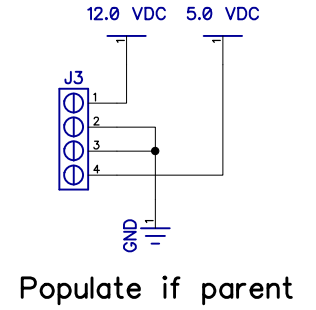 12.0 VDC 5.0 VDC
1 1
J3
1
2
3
4
GND 1
Populate if parent